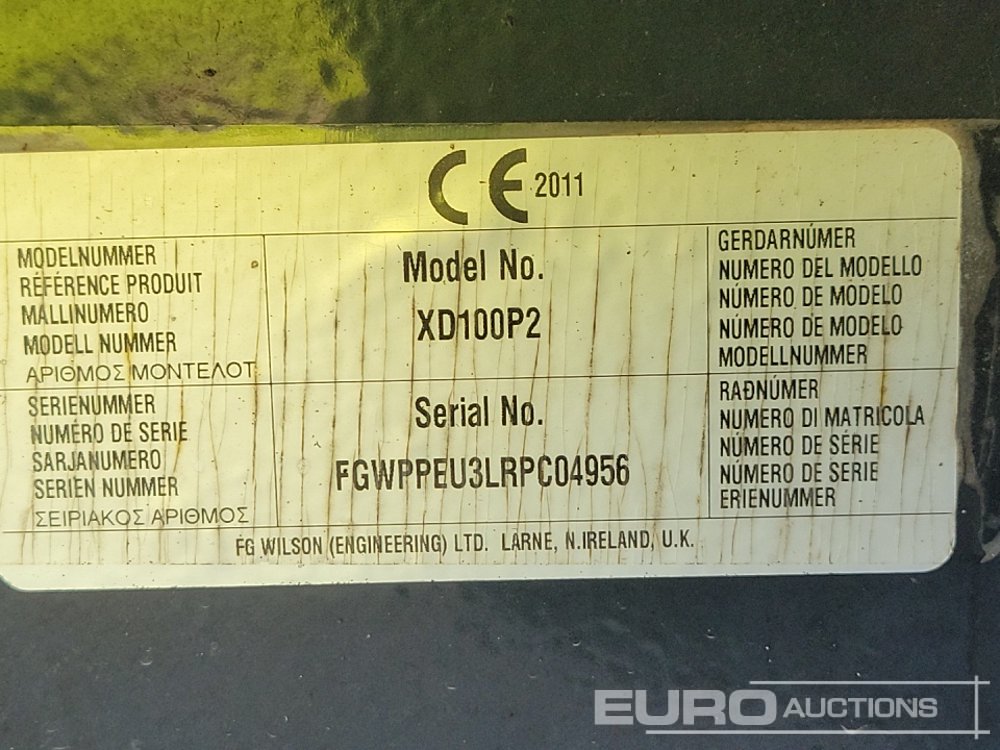 CE 2011
MODELNUMMER
RÉFÉRENCE PRODUIT
MALLINUMERO
MODELL NUMMER
ΑΡΙΘΜΟΣ ΜΟΝΤΕΛΟΤ
Model No.
XD100P2
GERÐARNÚMER
NUMERO DEL MODELLO
NÚMERO DE MODELO
NÚMERO DE MODELO
MODELLNUMMER
SERIENUMMER
NUMÉRO DE SERIE
SARJANUMERO
SERIEN NUMMER
ΣΕΙΡΙΑΚΟΣ ΑΡΙΘΜΟΣ
Serial No.
FGWPPEU3LRPC04956
RAÐNÚMER
NUMERO DI MATRICOLA
NÚMERO DE SÉRIE
NÚMERO DE SERIE
ERIENUMMER
FG WILSON (ENGINEERING) LTD. LARNE, N.IRELAND, U.K.
EURO AUCTIONS